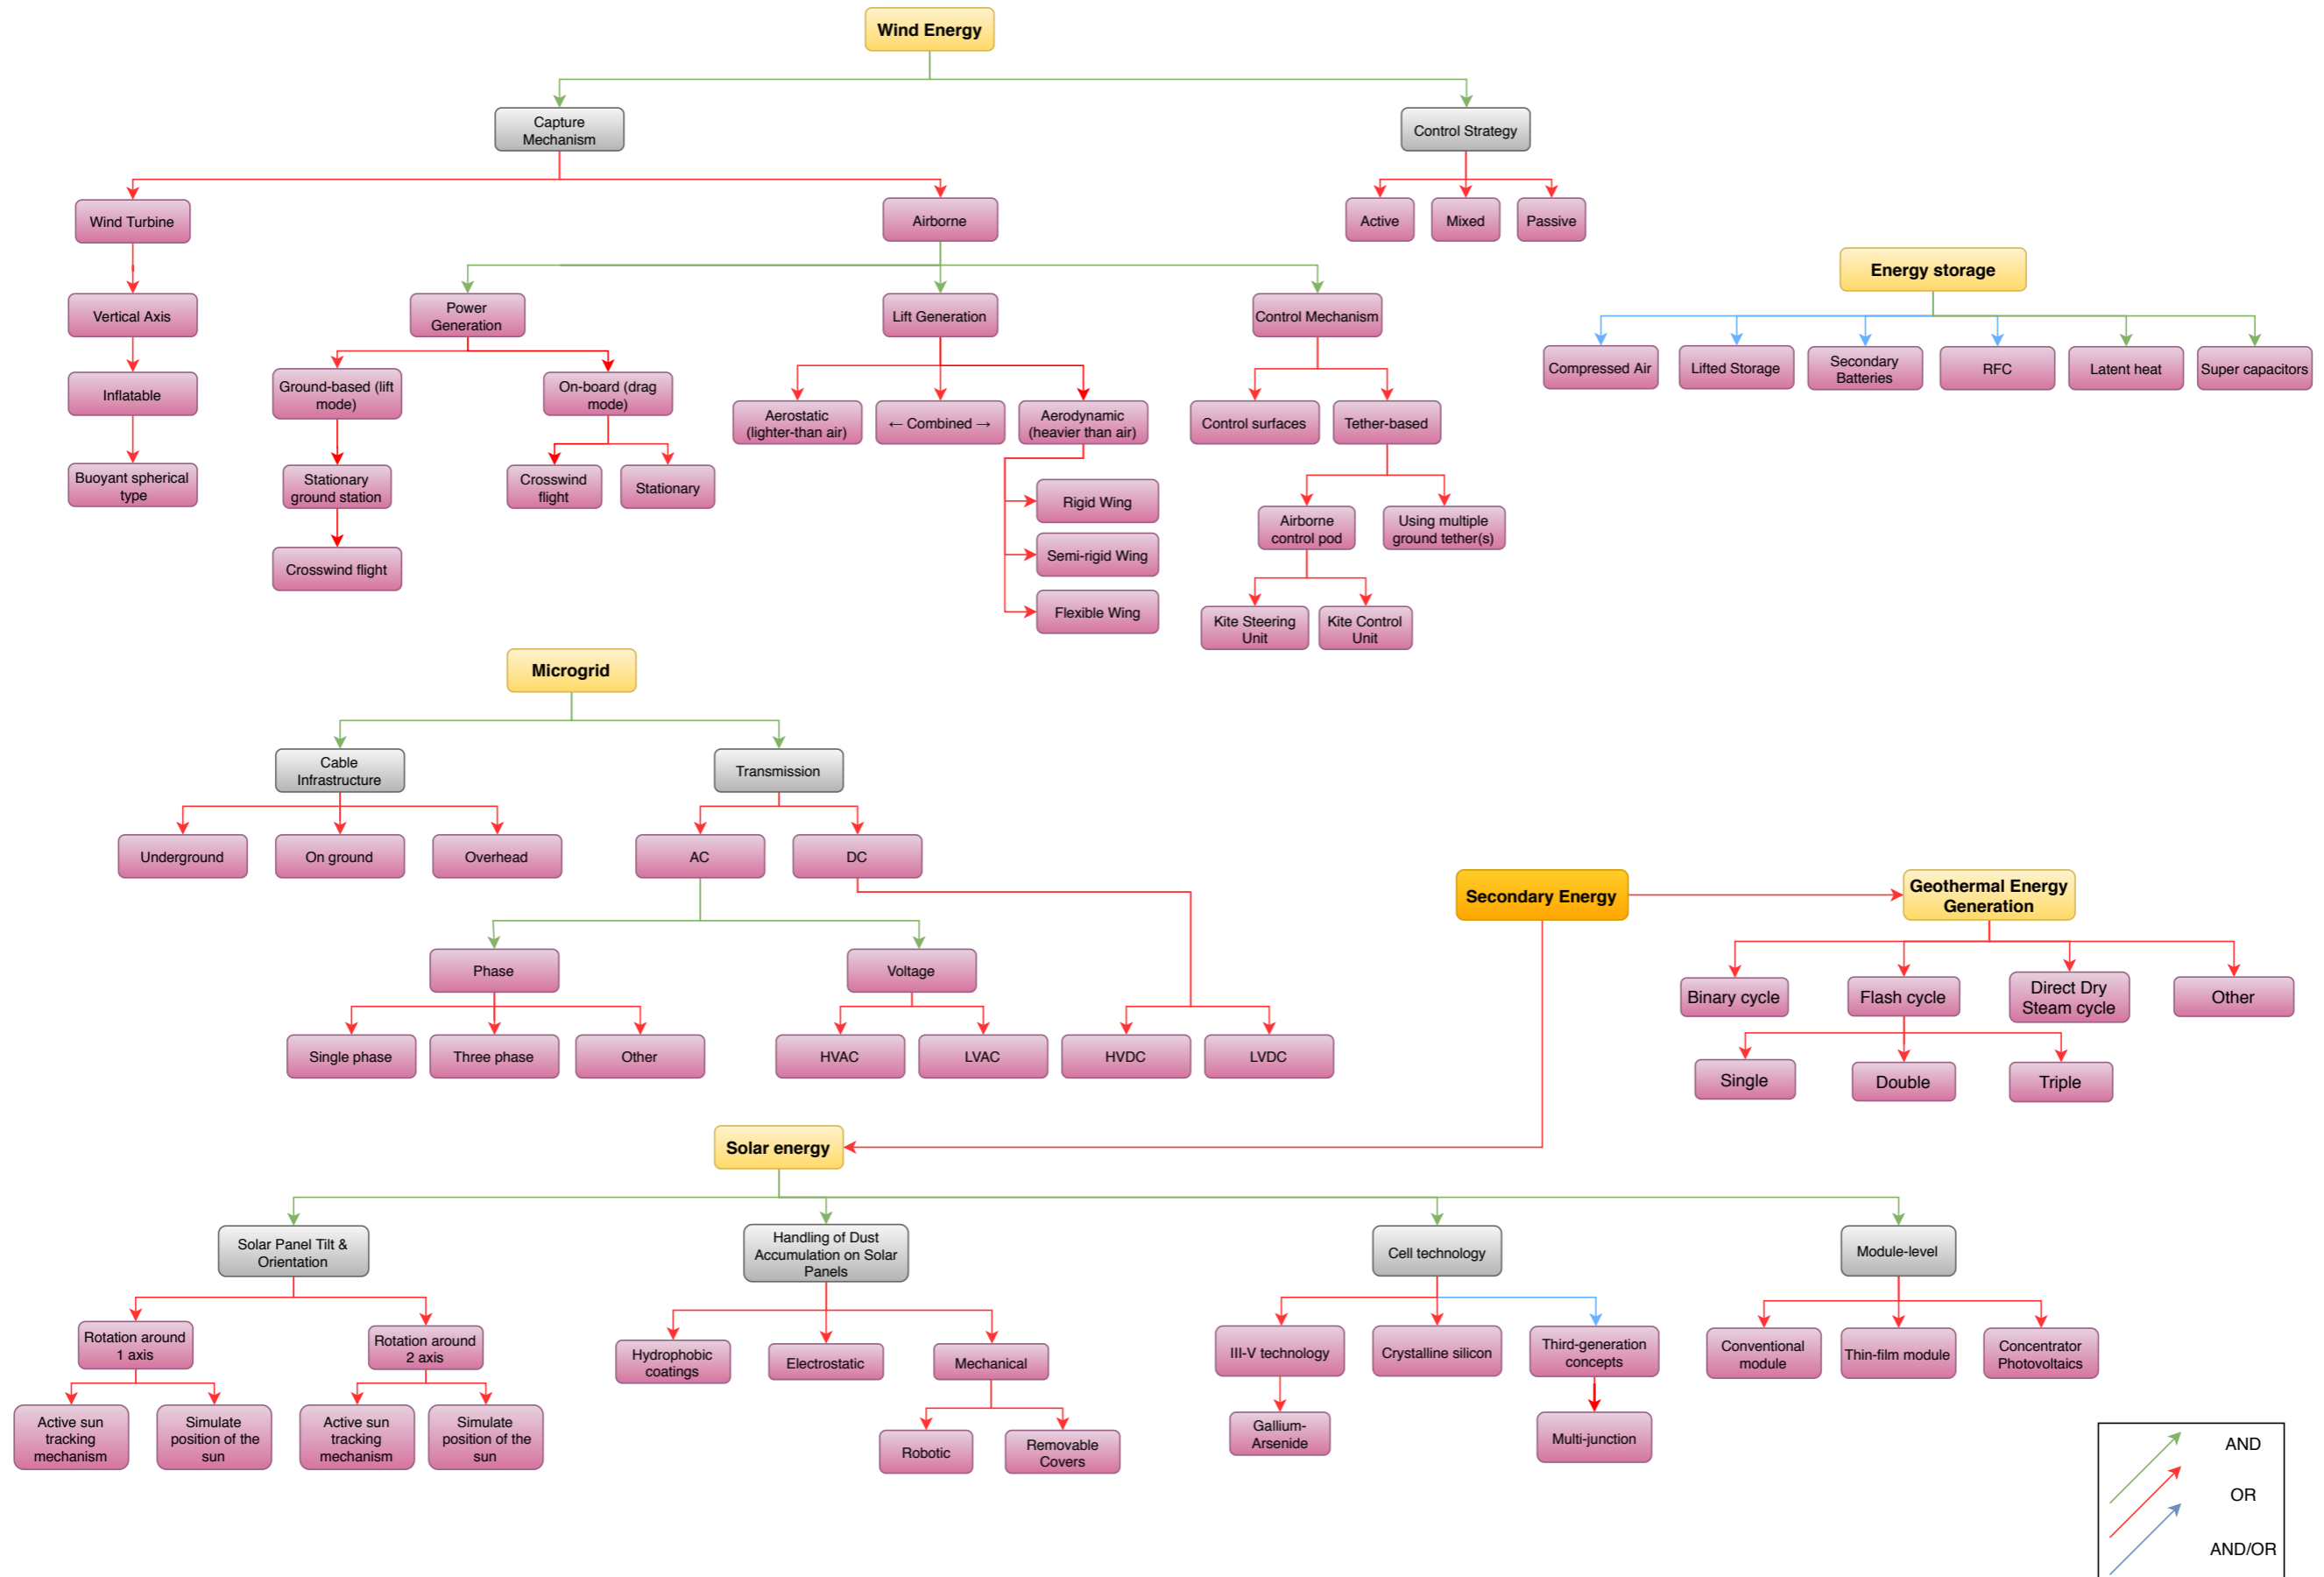 Wind Energy
Capture
Mechanism
Control Strategy
Wind Turbine
Airborne
Active
Mixed
Passive
Energy storage
Vertical Axis
Power
Generation
Lift Generation
Control Mechanism
Compressed Air
Lifted Storage
Secondary
Batteries
RFC
Latent heat
Super capacitors
Inflatable
Ground-based (lift
mode)
On-board (drag
mode)
Aerostatic
(lighter-than air)
← Combined →
Aerodynamic
(heavier than air)
Control surfaces
Tether-based
Buoyant spherical
type
Stationary
ground station
Crosswind
flight
Stationary
Rigid Wing
Airborne
control pod
Using multiple
ground tether(s)
Semi-rigid Wing
Crosswind flight
Flexible Wing
Kite Steering
Unit
Kite Control
Unit
Microgrid
Cable
Infrastructure
Transmission
Underground
On ground
Overhead
AC
DC
Secondary Energy
Geothermal Energy
Generation
Phase
Voltage
Binary cycle
Flash cycle
Direct Dry
Steam cycle
Other
Single phase
Three phase
Other
HVAC
LVAC
HVDC
LVDC
Single
Double
Triple
Solar energy
Solar Panel Tilt &
Orientation
Handling of Dust
Accumulation on Solar
Panels
Cell technology
Module-level
Rotation around
1 axis
Rotation around
2 axis
Hydrophobic
coatings
Electrostatic
Mechanical
III-V technology
Crystalline silicon
Third-generation
concepts
Conventional
module
Thin-film module
Concentrator
Photovoltaics
Active sun
tracking
mechanism
Simulate
position of the
sun
Active sun
tracking
mechanism
Simulate
position of the
sun
Robotic
Removable
Covers
Gallium-
Arsenide
Multi-junction
AND
OR
AND/OR